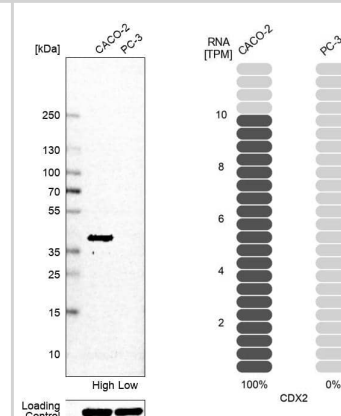 [kDa]
CACO-2
PC-3
250
130
100
70
55
35
25
15
10
High Low
Loading
Control
RNA
[TPM]
CACO-2
PC-3
10
8
6
4
2
100%
0%
CDX2